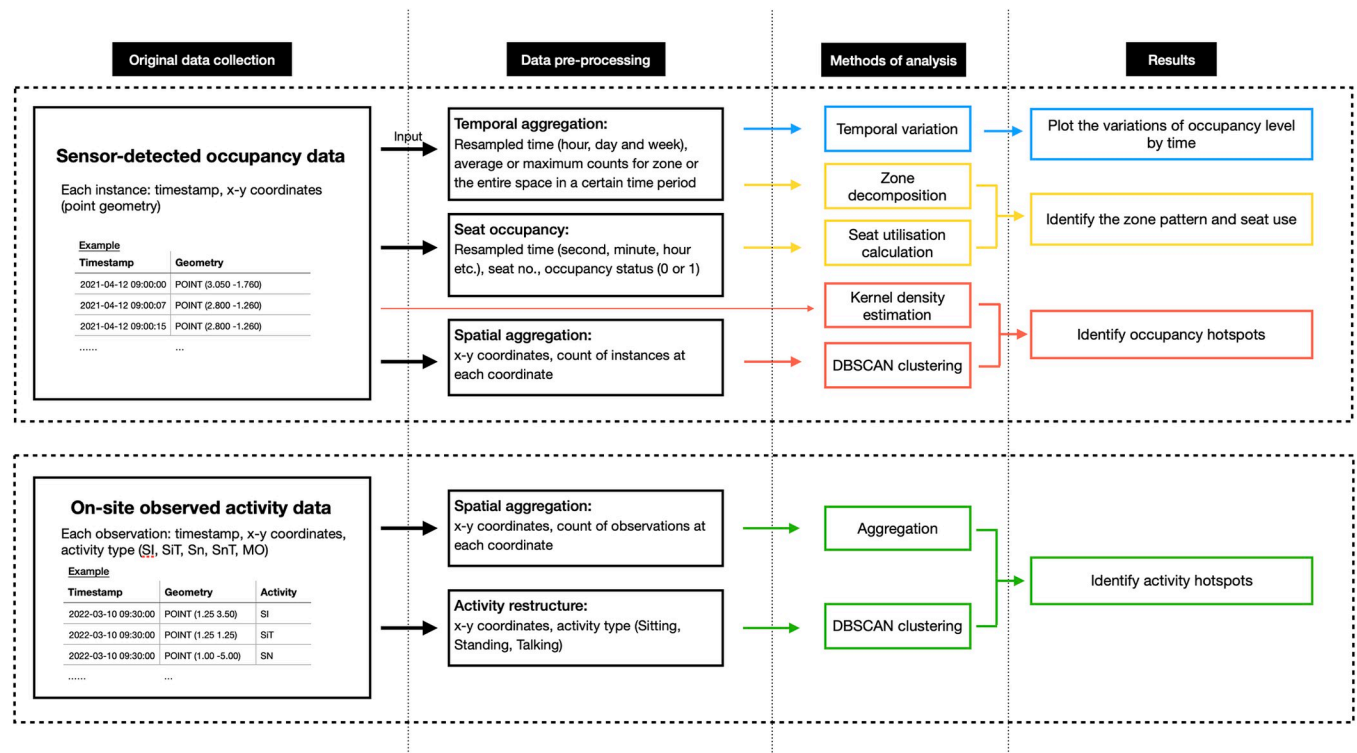 Original data collection
Data pre-processing
Methods of analysis
Results
Sensor-detected occupancy data
Each instance: timestamp, x-y coordinates
(point geometry)
Example
Timestamp Geometry
2021-04-12 09:00:00 POINT (3.050 -1.760)
2021-04-12 09:00:07 POINT (2.800 -1.260)
2021-04-12 09:00:15 POINT (2.800 -1.260)
...... ...
Input
Temporal aggregation:
Resampled time (hour, day and week),
average or maximum counts for zone or
the entire space in a certain time period
Seat occupancy:
Resampled time (second, minute, hour
etc.), seat no., occupancy status (0 or 1)
Spatial aggregation:
x-y coordinates, count of instances at
each coordinate
Temporal variation
Zone
decomposition
Seat utilisation
calculation
Kernel density
estimation
DBSCAN clustering
Plot the variations of occupancy level
by time
Identify the zone pattern and seat use
Identify occupancy hotspots
On-site observed activity data
Each observation: timestamp, x-y coordinates,
activity type (SI, SiT, Sn, SnT, MO)
Example
Timestamp Geometry Activity
2022-03-10 09:30:00 POINT (1.25 3.50) SI
2022-03-10 09:30:00 POINT (1.25 1.25) SiT
2022-03-10 09:30:00 POINT (1.00 -5.00) SN
...... ...
Spatial aggregation:
x-y coordinates, count of observations at
each coordinate
Activity restructure:
x-y coordinates, activity type (Sitting,
Standing, Talking)
Aggregation
DBSCAN clustering
Identify activity hotspots